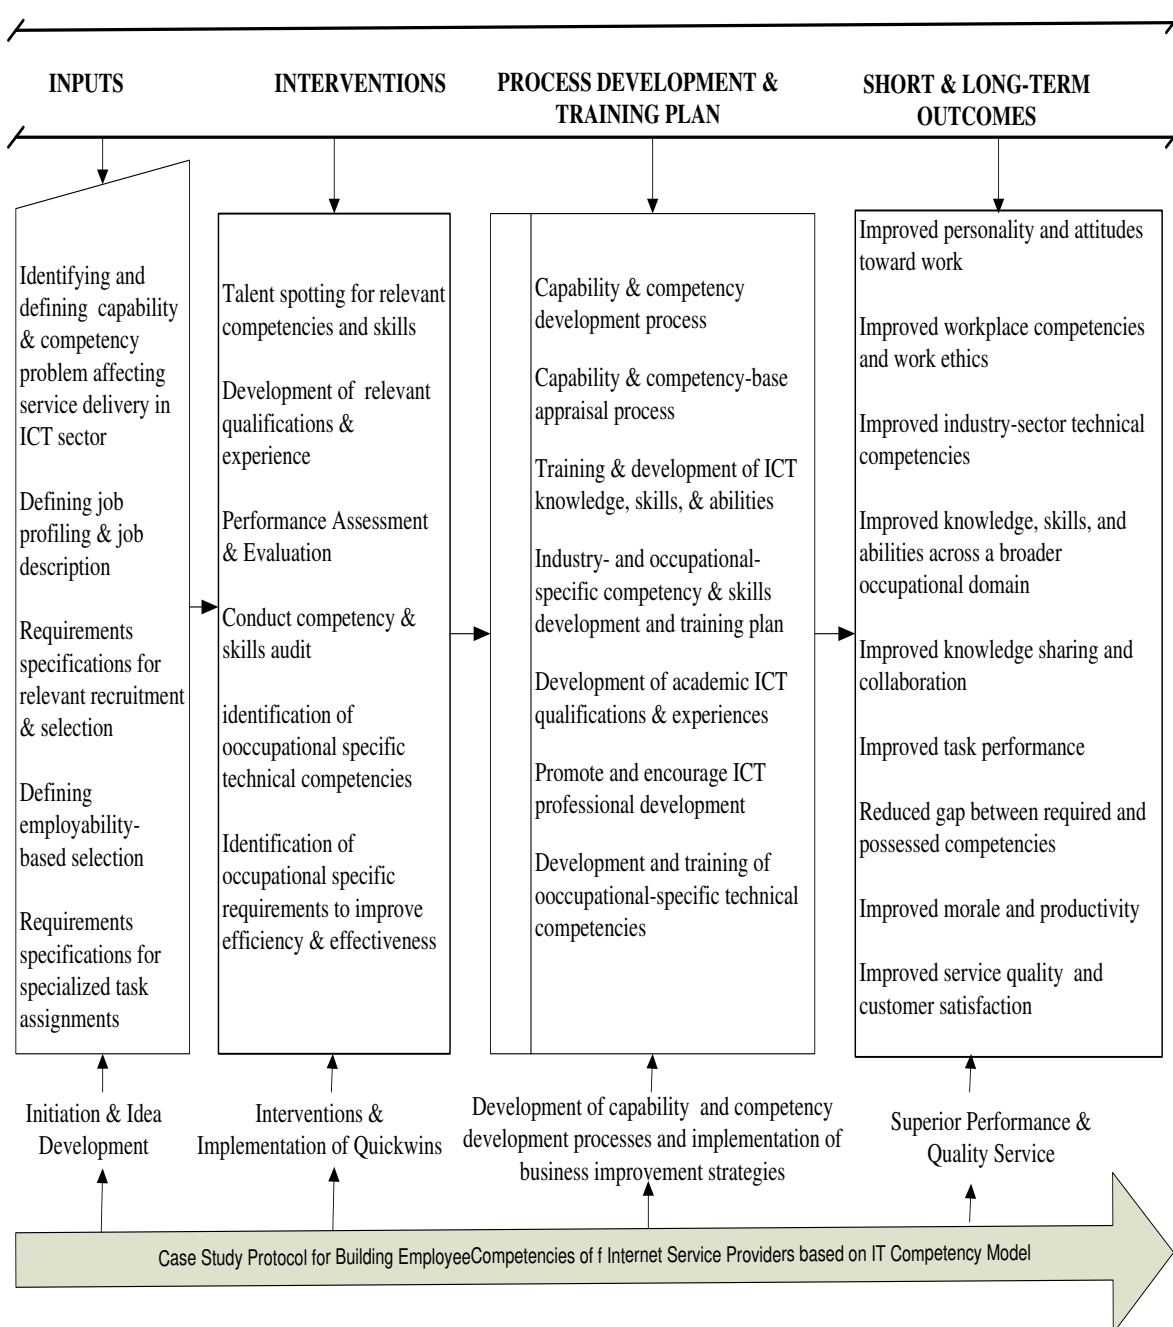 INPUTS
INTERVENTIONS
PROCESS DEVELOPMENT &
TRAINING PLAN
SHORT & LONG-TERM
OUTCOMES
Identifying and
defining capability
& competency
problem affecting
service delivery in
ICT sector
Defining job
profiling & job
description
Requirements
specifications for
relevant recruitment
& selection
Defining
employability-
based selection
Requirements
specifications for
specialized task
assignments
Talent spotting for relevant
competencies and skills
Development of relevant
qualifications &
experience
Performance Assessment
& Evaluation
Conduct competency &
skills audit
identification of
ooccupational specific
technical competencies
Identification of
occupational specific
requirements to improve
efficiency & effectiveness
Capability & competency
development process
Capability & competency-base
appraisal process
Training & development of ICT
knowledge, skills, & abilities
Industry- and occupational-
specific competency & skills
development and training plan
Development of academic ICT
qualifications & experiences
Promote and encourage ICT
professional development
Development and training of
ooccupational-specific technical
competencies
Improved personality and attitudes
toward work
Improved workplace competencies
and work ethics
Improved industry-sector technical
competencies
Improved knowledge, skills, and
abilities across a broader
occupational domain
Improved knowledge sharing and
collaboration
Improved task performance
Reduced gap between required and
possessed competencies
Improved morale and productivity
Improved service quality and
customer satisfaction
Initiation & Idea
Development
Interventions &
Implementation of Quickwins
Development of capability and competency
development processes and implementation of
business improvement strategies
Superior Performance &
Quality Service
Case Study Protocol for Building EmployeeCompetencies of f Internet Service Providers based on IT Competency Model